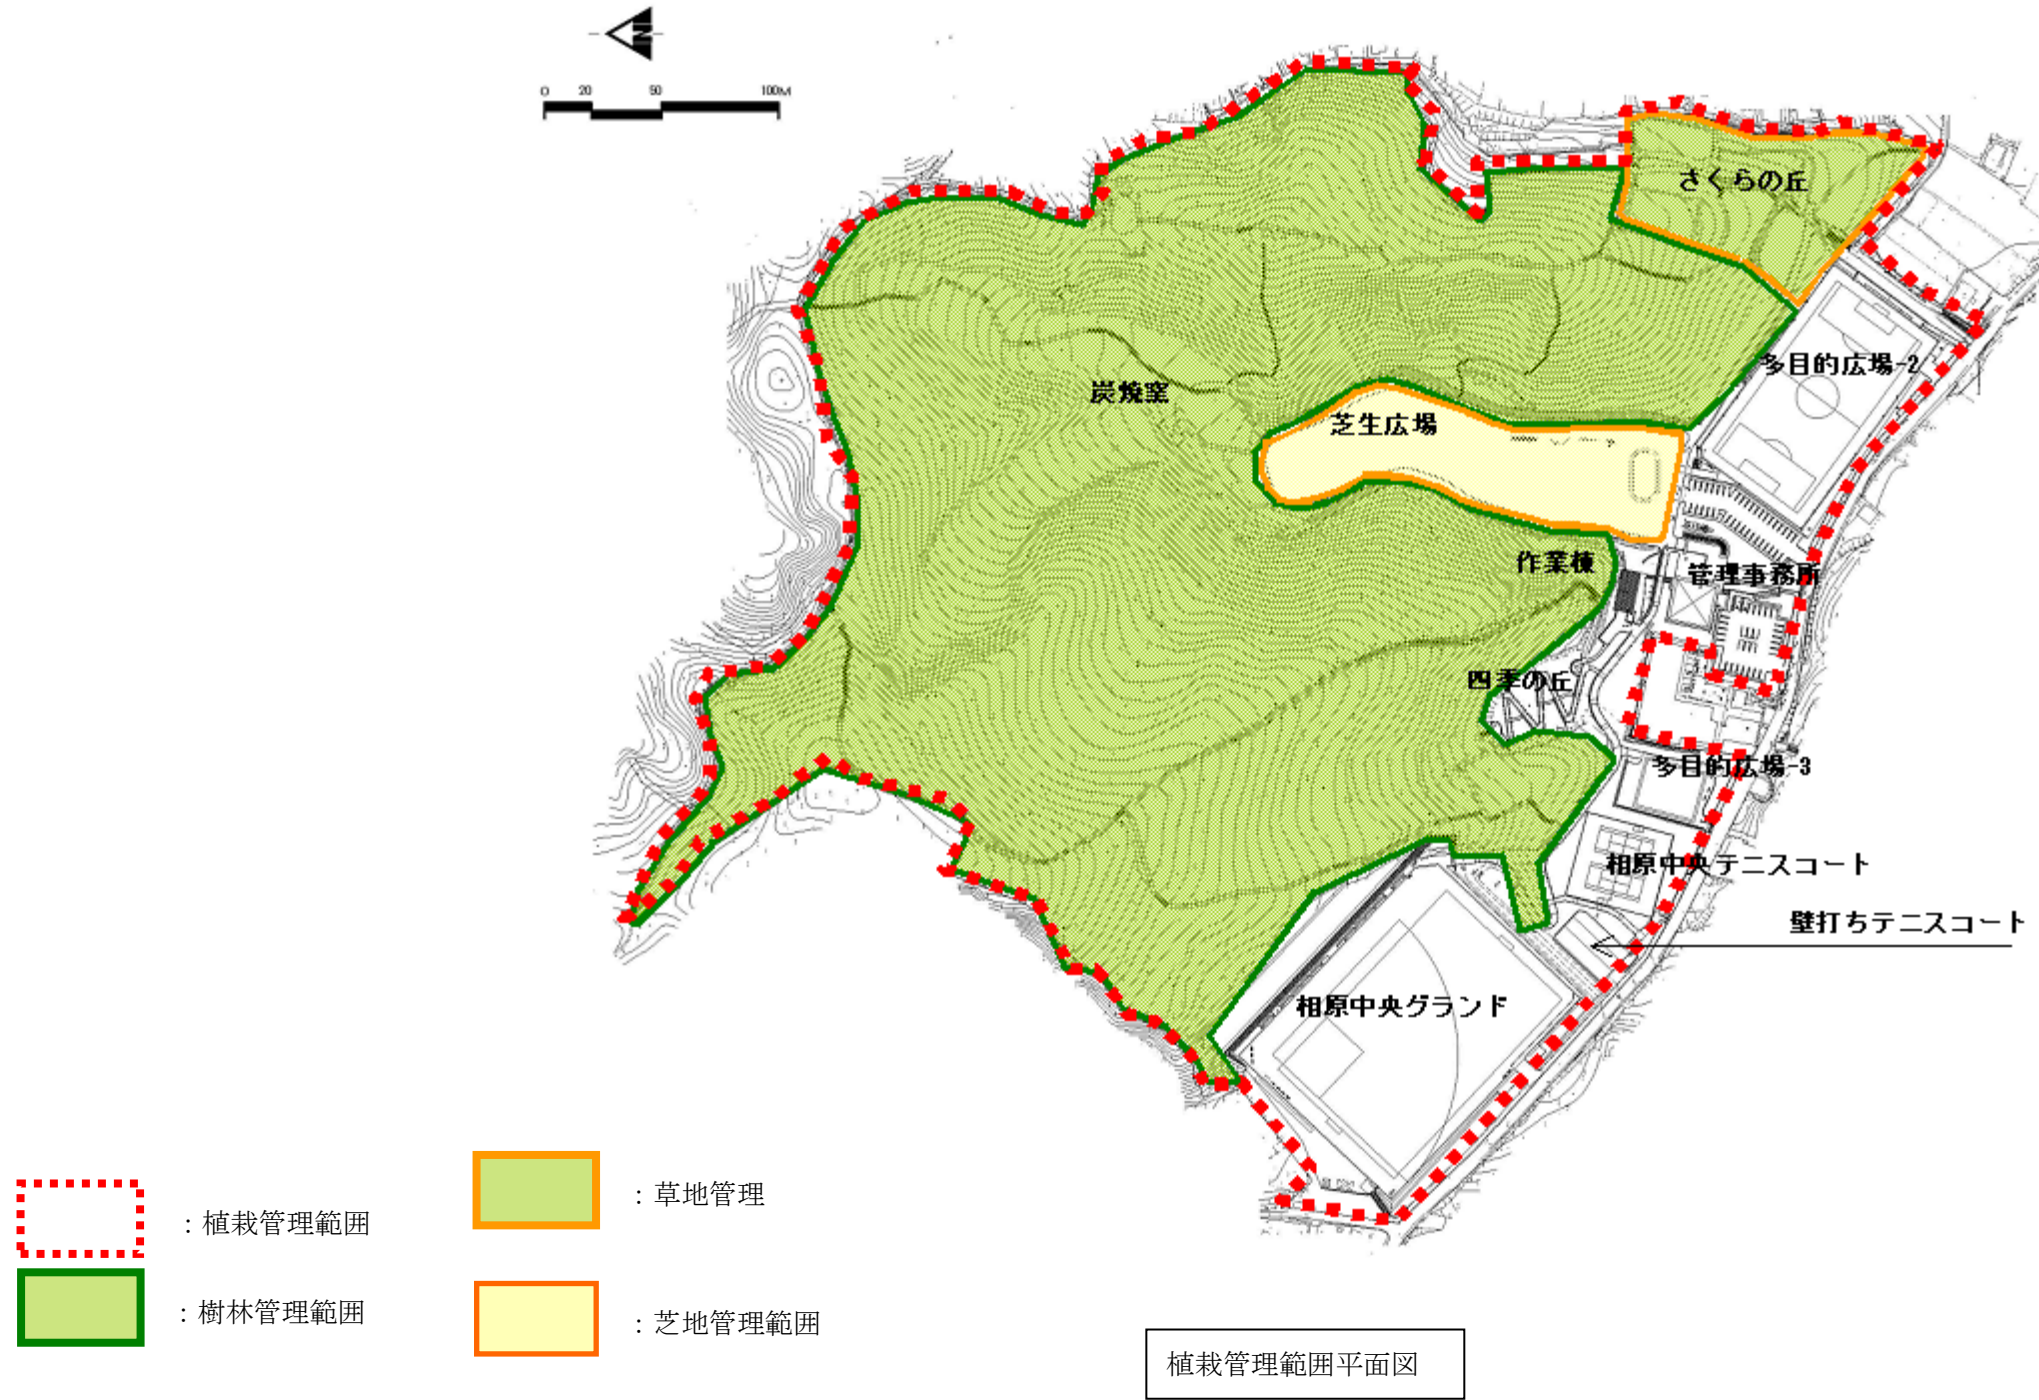 N
0 20 50 100M
さくらの丘
多目的広場-2
炭焼窯
芝生広場
作業棟
管理事務所
四季の丘
多目的広場-3
相原中央テニスコート
壁打ちテニスコート
相原中央グランド
：植栽管理範囲
：草地管理
：樹林管理範囲
：芝地管理範囲
植栽管理範囲平面図